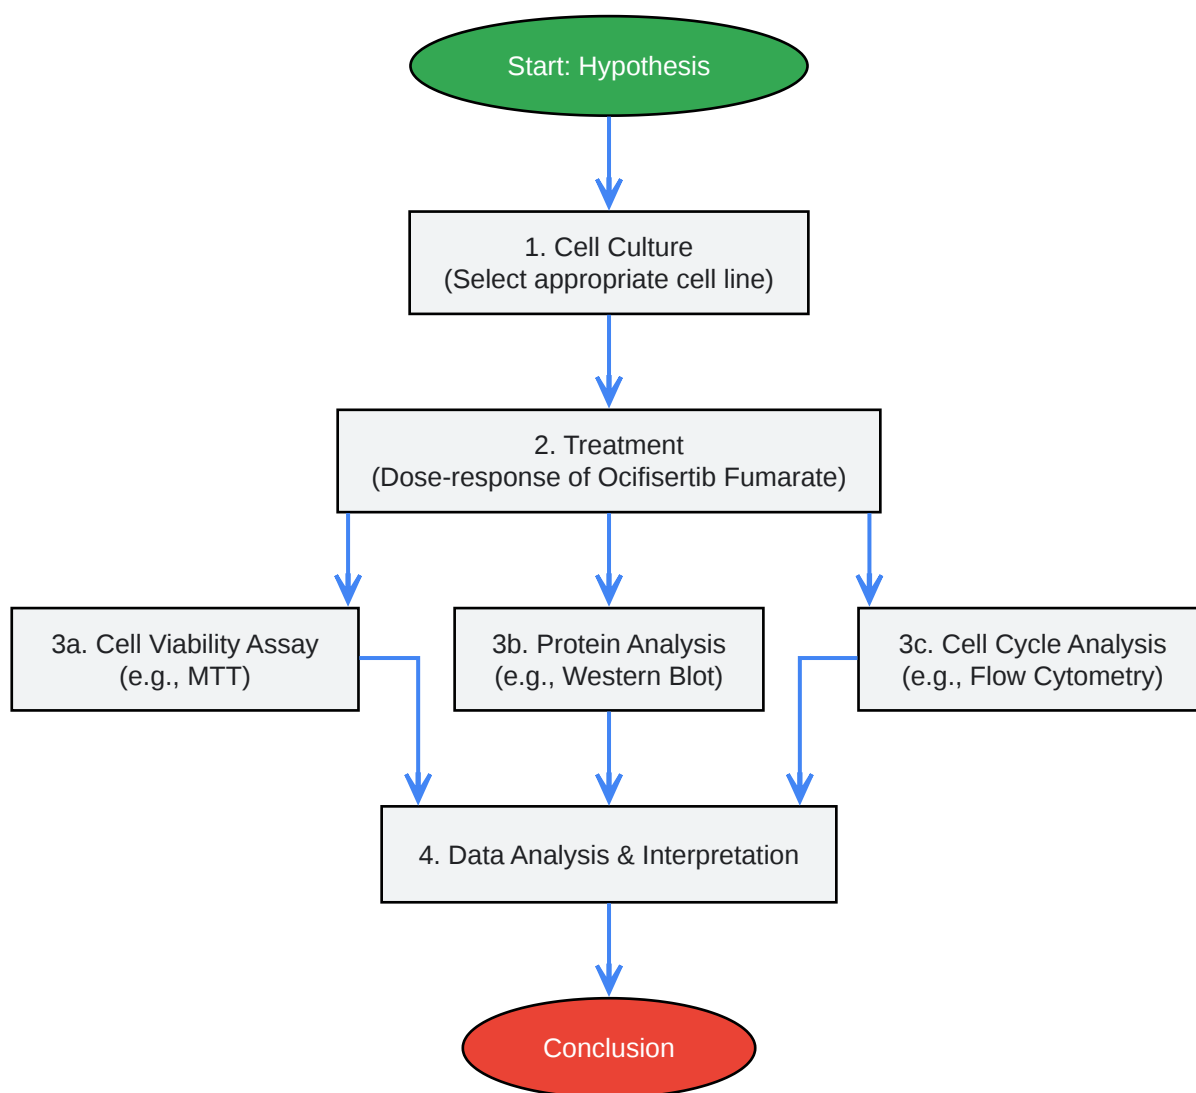 Start: Hypothesis
1. Cell Culture
(Select appropriate cell line)
2. Treatment
(Dose-response of Ocifisertib Fumarate)
3a. Cell Viability Assay
(e.g., MTT)
3b. Protein Analysis
(e.g., Western Blot)
3c. Cell Cycle Analysis
(e.g., Flow Cytometry)
4. Data Analysis & Interpretation
Conclusion